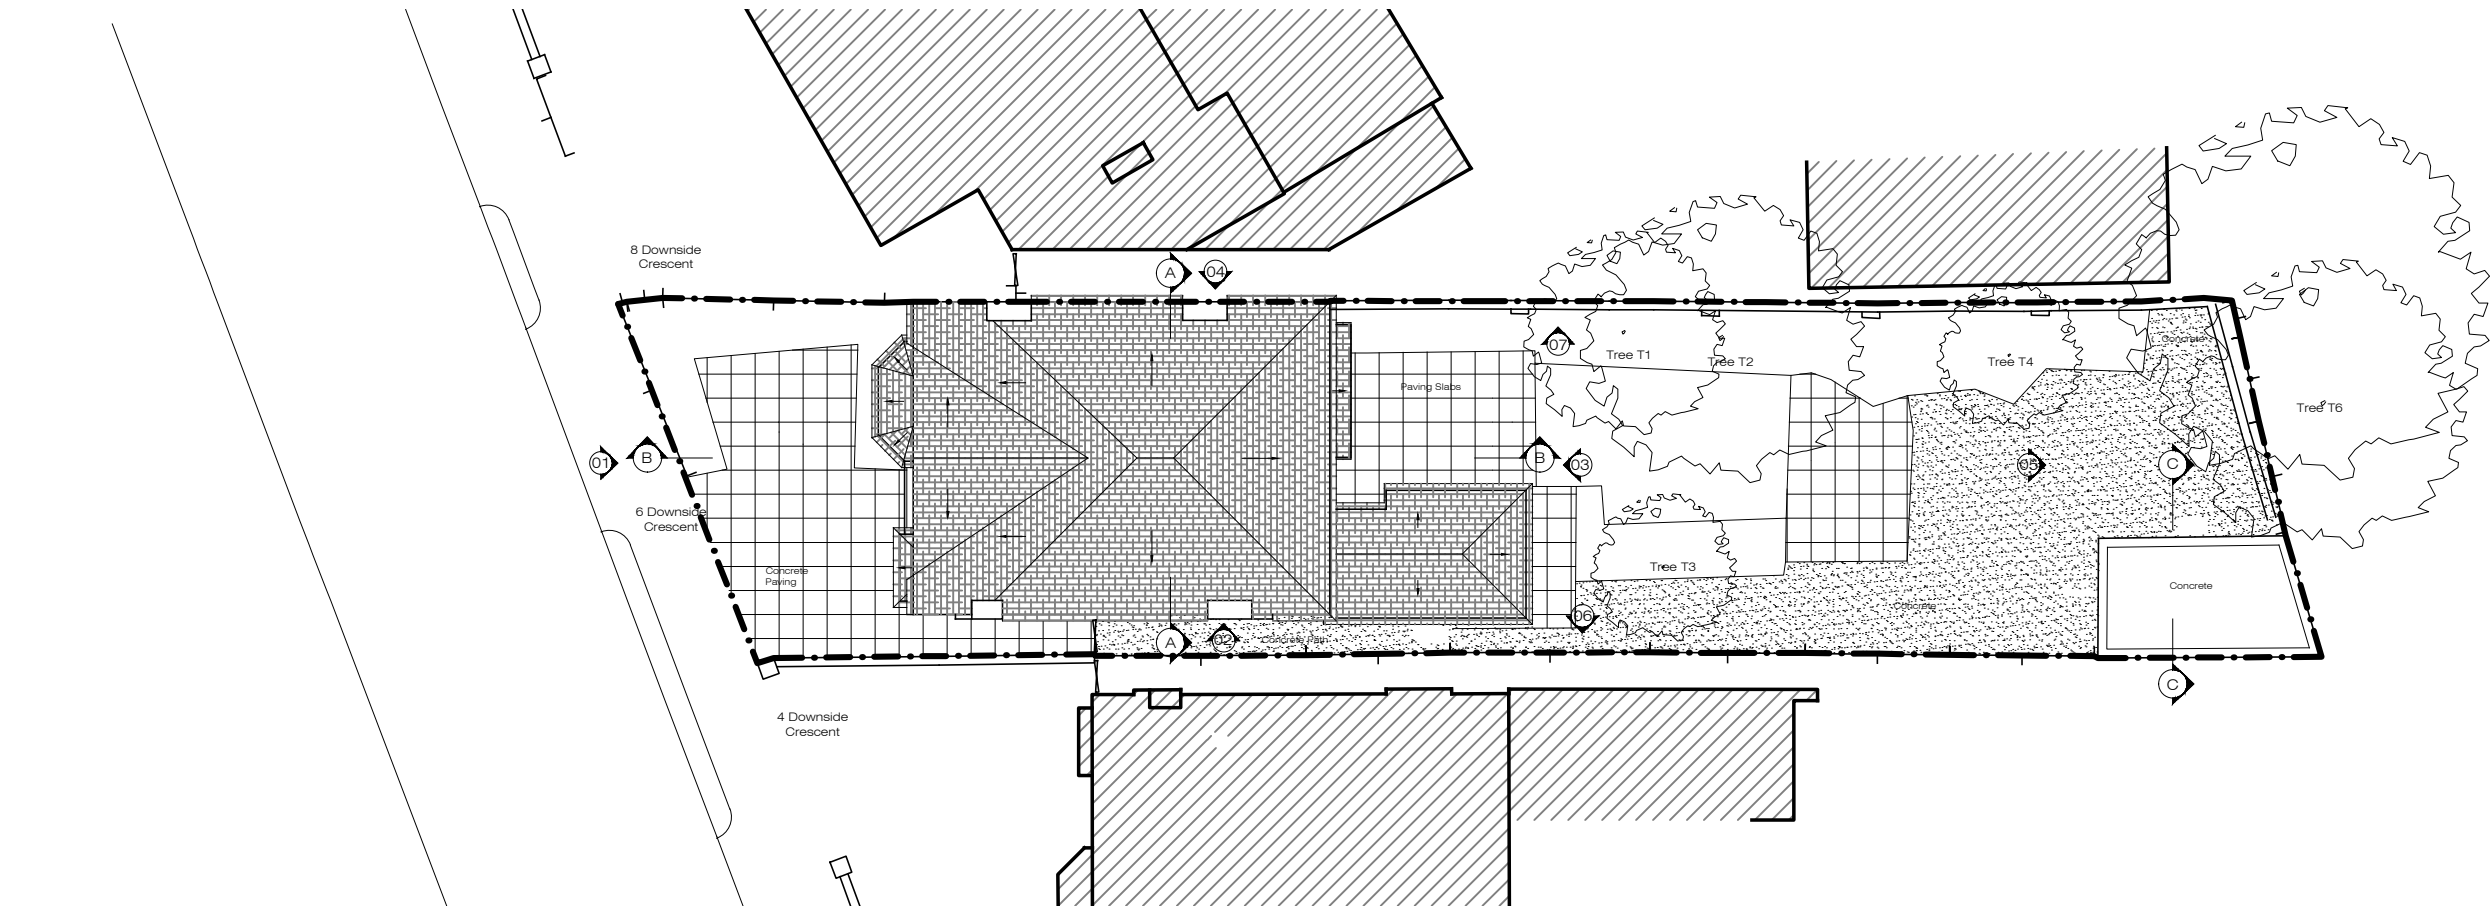 8 Downside
Crescent
A
04
07
Tree T1
Tree T2
Tree T4
Concrete
Paving Slabs
Tree T6
01
B
B
03
05
C
6 Downside
Crescent
Concrete
Paving
Tree T3
Concrete
Concrete
06
A
02
Concrete Path
C
4 Downside
Crescent